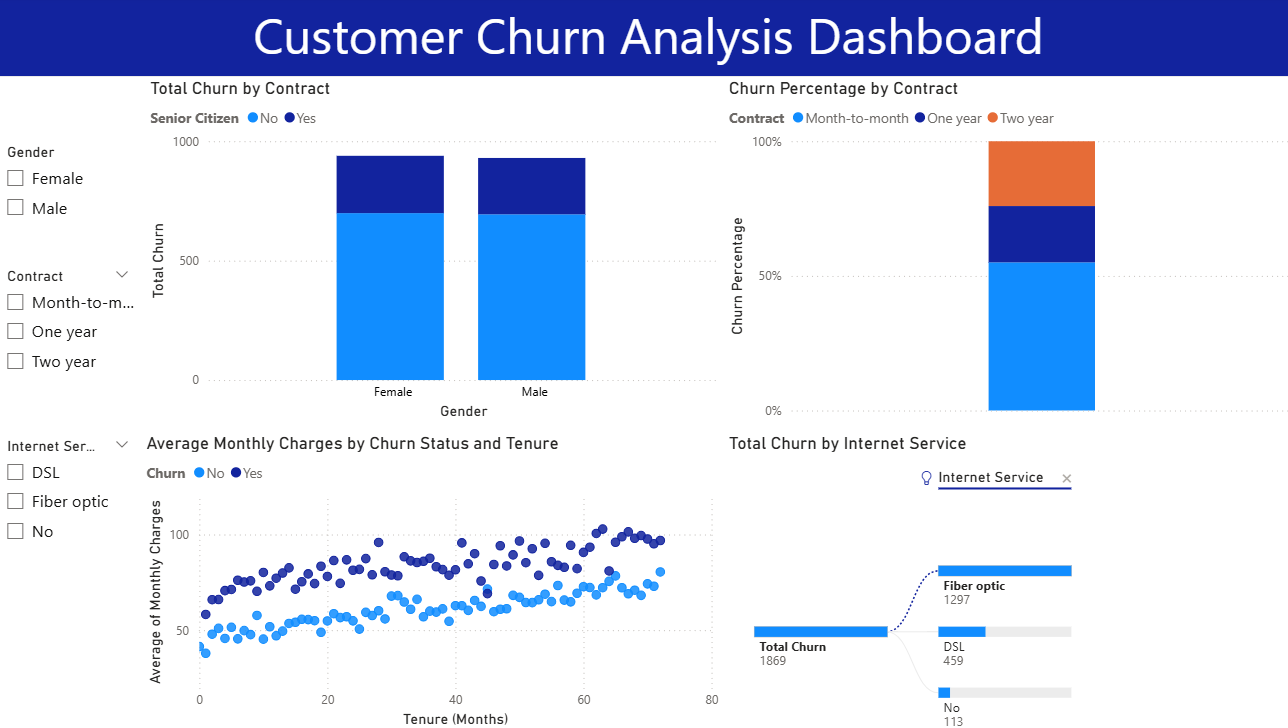 Customer Churn Analysis Dashboard
Gender
Female
Male
Contract
Month-to-m...
One year
Two year
Internet Ser...
DSL
Fiber optic
No
Total Churn by Contract
Senior Citizen No Yes
1000
500
0
Total Churn
Female Male
Gender
Churn Percentage by Contract
Contract Month-to-month One year Two year
100%
50%
0%
Churn Percentage
Average Monthly Charges by Churn Status and Tenure
Churn No Yes
100
50
Average of Monthly Charges
0 20 40 60 80
Tenure (Months)
Total Churn by Internet Service
Internet Service
Total Churn
1869
Fiber optic
1297
DSL
459
No
113